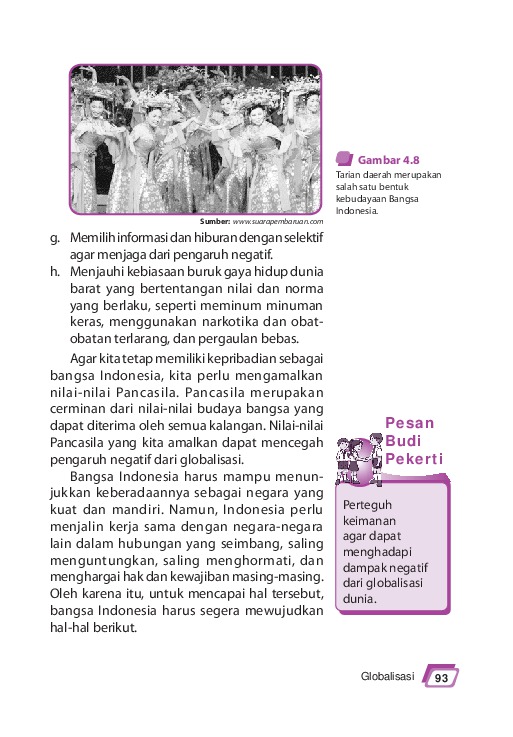 Gambar 4.8
Tarian daerah merupakan
salah satu bentuk
kebudayaan Bangsa
Indonesia.
Sumber: www.suarapembaruan.com
g. Memilih informasi dan hiburan dengan selektif
agar menjaga dari pengaruh negatif.
h. Menjauhi kebiasaan buruk gaya hidup dunia
barat yang bertentangan nilai dan norma
yang berlaku, seperti meminum minuman
keras, menggunakan narkotika dan obat-
obatan terlarang, dan pergaulan bebas.
Agar kita tetap memiliki kepribadian sebagai
bangsa Indonesia, kita perlu mengamalkan
nilai-nilai Pancasila. Pancasila merupakan
cerminan dari nilai-nilai budaya bangsa yang
dapat diterima oleh semua kalangan. Nilai-nilai
Pancasila yang kita amalkan dapat mencegah
pengaruh negatif dari globalisasi.
Bangsa Indonesia harus mampu menun-
jukkan keberadaannya sebagai negara yang
kuat dan mandiri. Namun, Indonesia perlu
menjalin kerja sama dengan negara-negara
lain dalam hubungan yang seimbang, saling
menguntungkan, saling menghormati, dan
menghargai hak dan kewajiban masing-masing.
Oleh karena itu, untuk mencapai hal tersebut,
bangsa Indonesia harus segera mewujudkan
hal-hal berikut.
Pesan
Budi
Pekerti
Perteguh
keimanan
agar dapat
menghadapi
dampak negatif
dari globalisasi
dunia.
Globalisasi 93